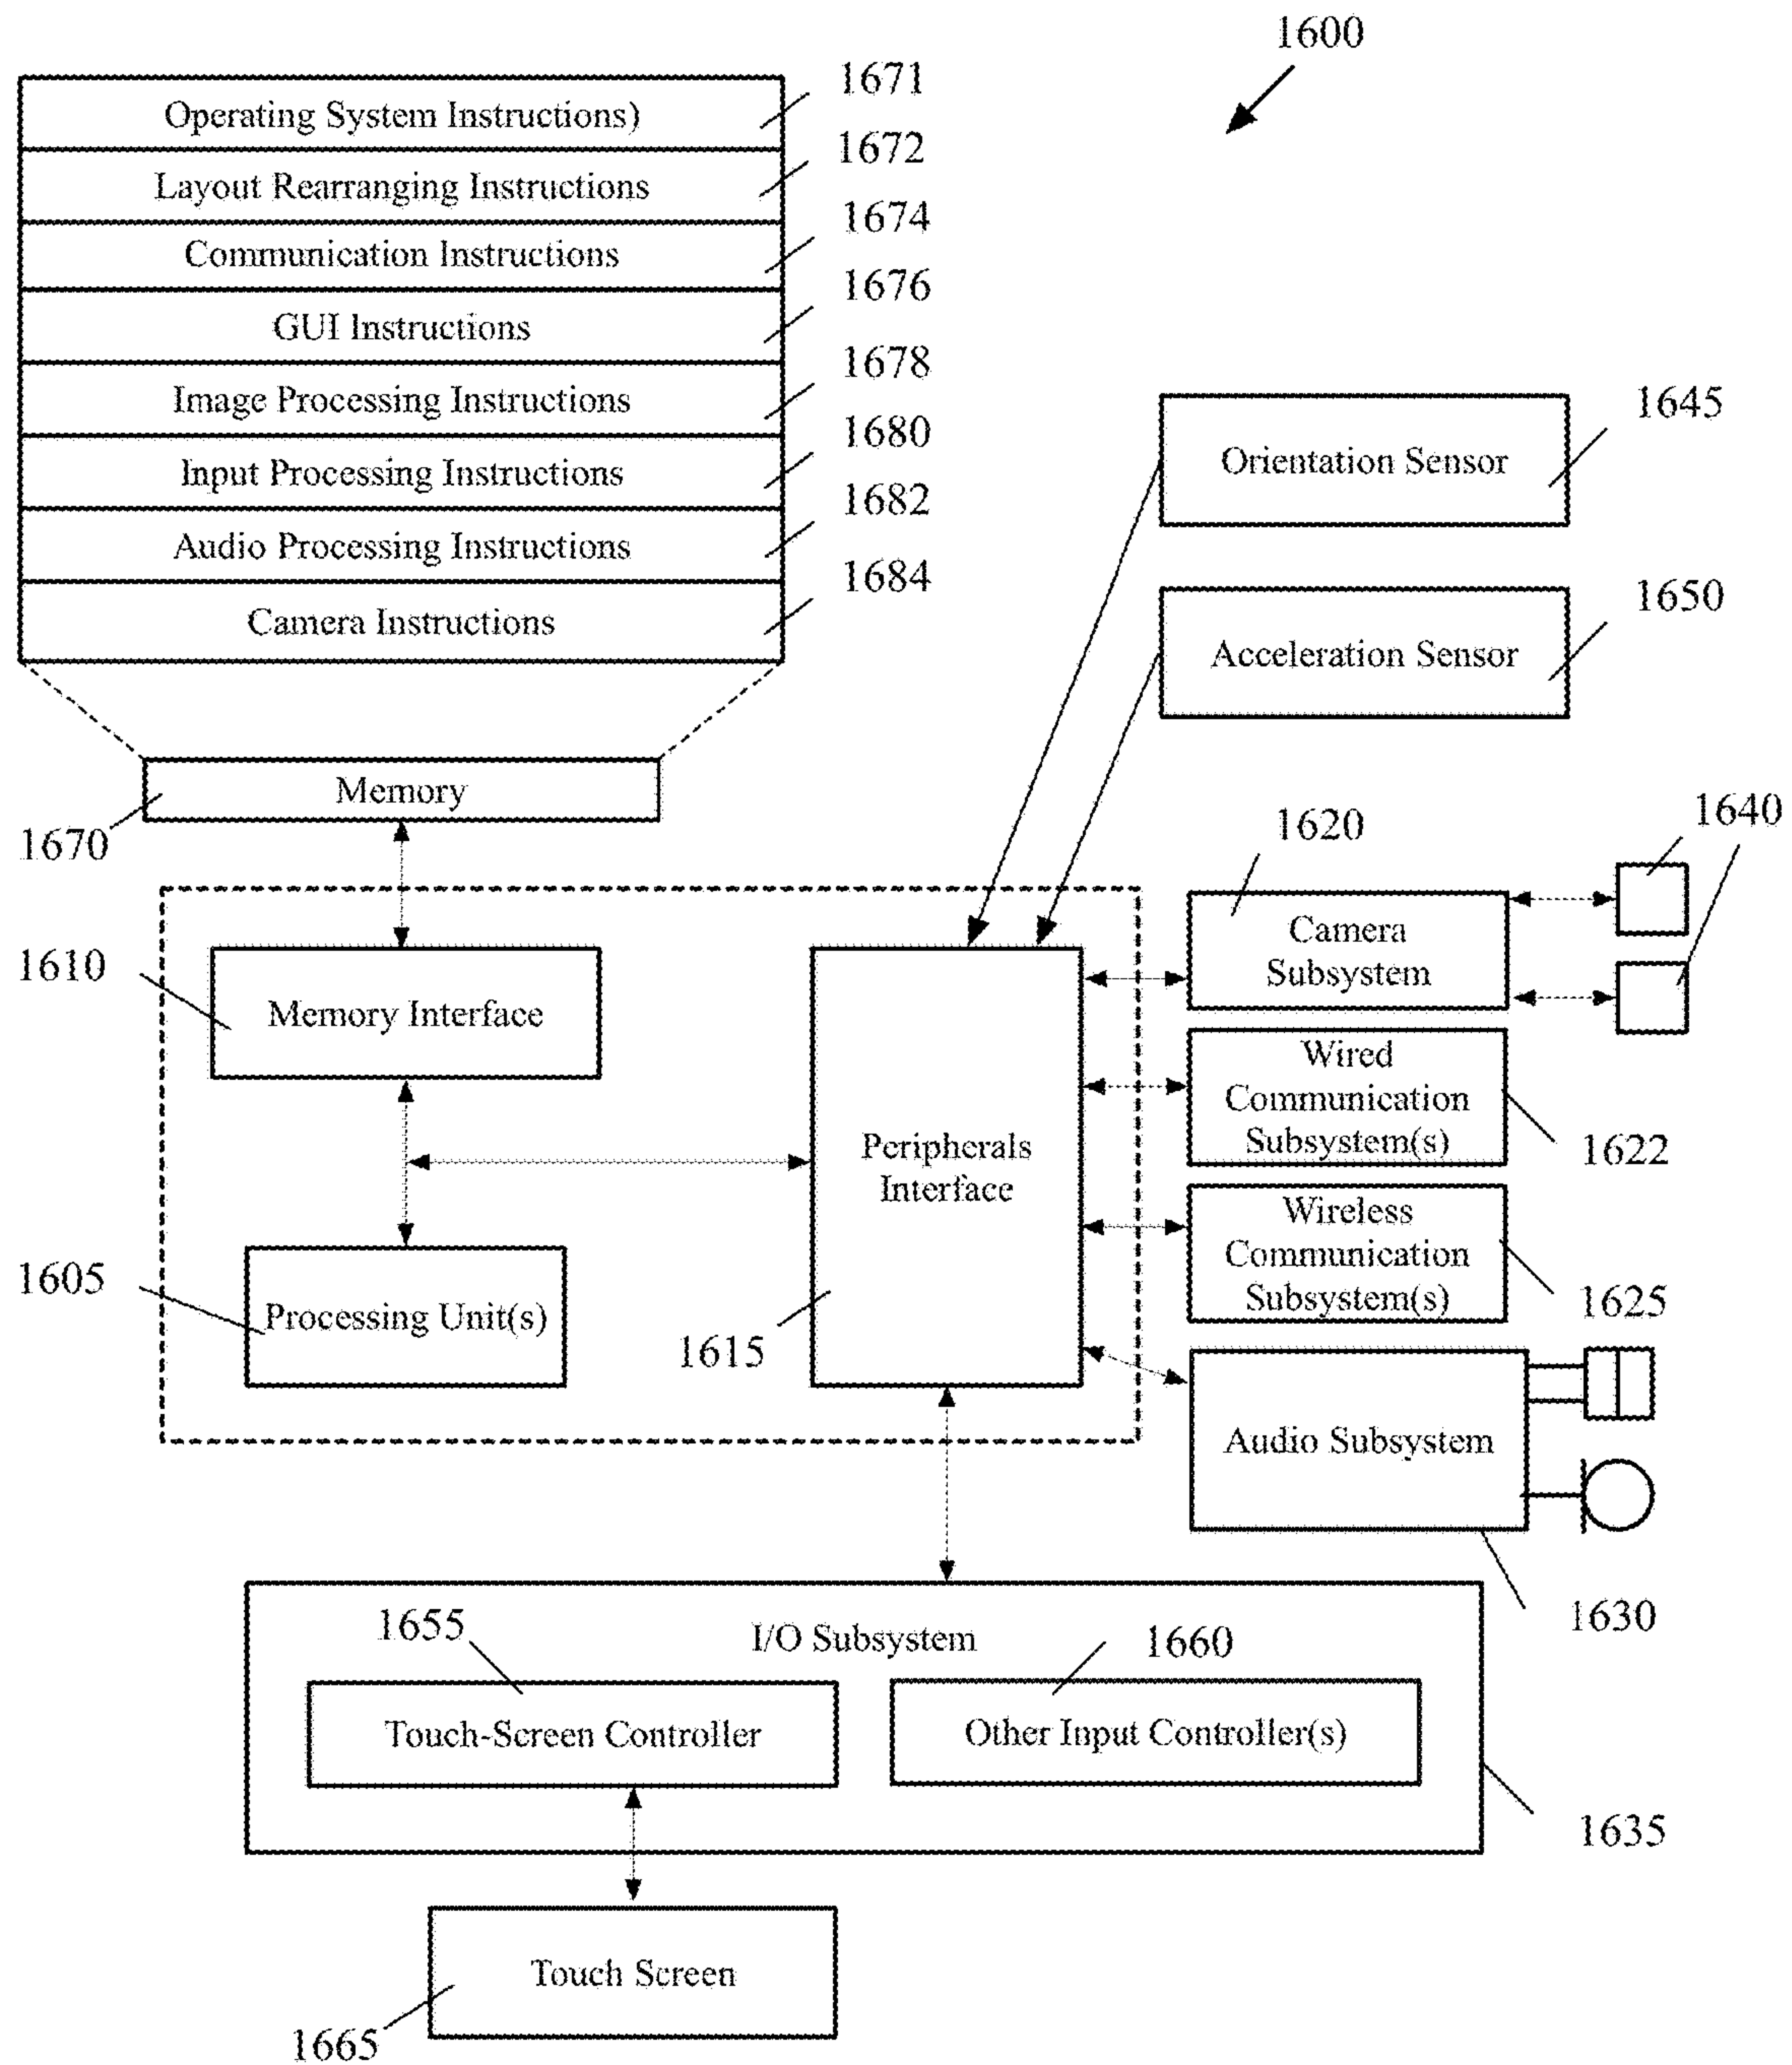 1600
Operating System Instructions)
1671
Layout Rearranging Instructions
1672
Communication Instructions
1674
GUI Instructions
1676
Image Processing Instructions
1678
Input Processing Instructions
1680
Audio Processing Instructions
1682
Camera Instructions
1684
Orientation Sensor
1645
Acceleration Sensor
1650
Memory
1670
1620
1640
Camera
Subsystem
1610
Memory Interface
Wired
Communication
Subsystem(s)
1622
Peripherals
Interface
1615
Wireless
Communication
Subsystem(s)
1625
1605
Processing Unit(s)
Audio Subsystem
1630
I/O Subsystem
1655
1660
Touch-Screen Controller
Other Input Controller(s)
1635
Touch Screen
1665